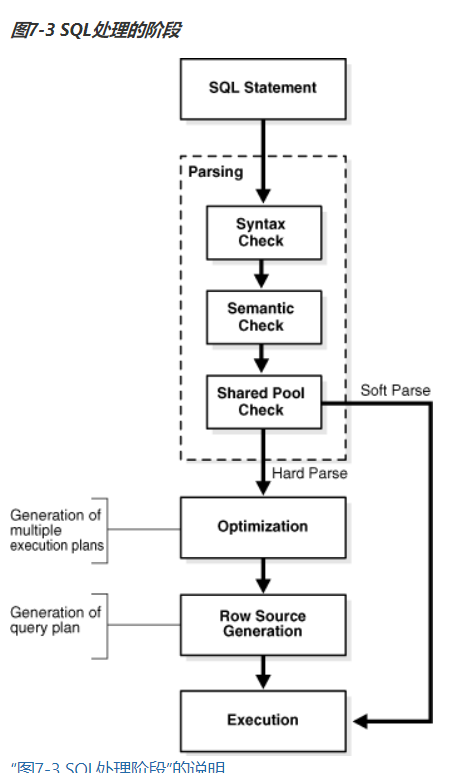 图7-3 SQL处理的阶段
SQL Statement
Parsing
Syntax
Check
Semantic
Check
Shared Pool
Check
Soft Parse
Hard Parse
Generation of
multiple
execution plans
Optimization
Generation of
query plan
Row Source
Generation
Execution
“图7-3 SQL处理阶段”的说明